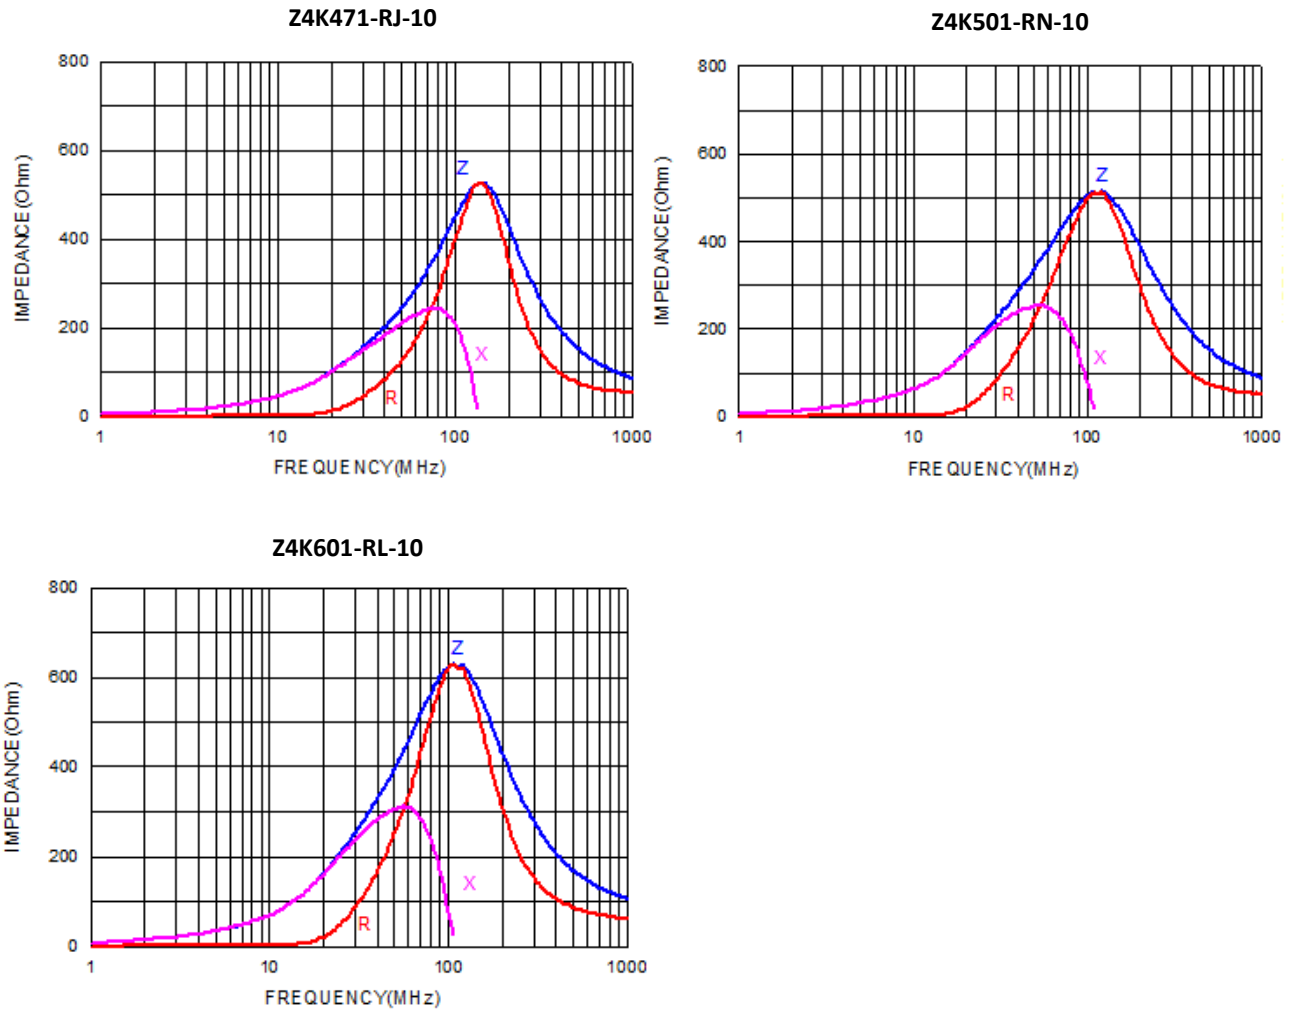 Z4K471-RJ-10
800
600
400
200
0
IMPEDANCE(Ohm)
Z
X
R
1
10
100
1000
FREQUENCY(MHz)
Z4K501-RN-10
800
600
400
200
0
IMPEDANCE(Ohm)
Z
X
R
1
10
100
1000
FREQUENCY(MHz)
Z4K601-RL-10
800
600
400
200
0
IMPEDANCE(Ohm)
Z
X
R
1
10
100
1000
FREQUENCY(MHz)